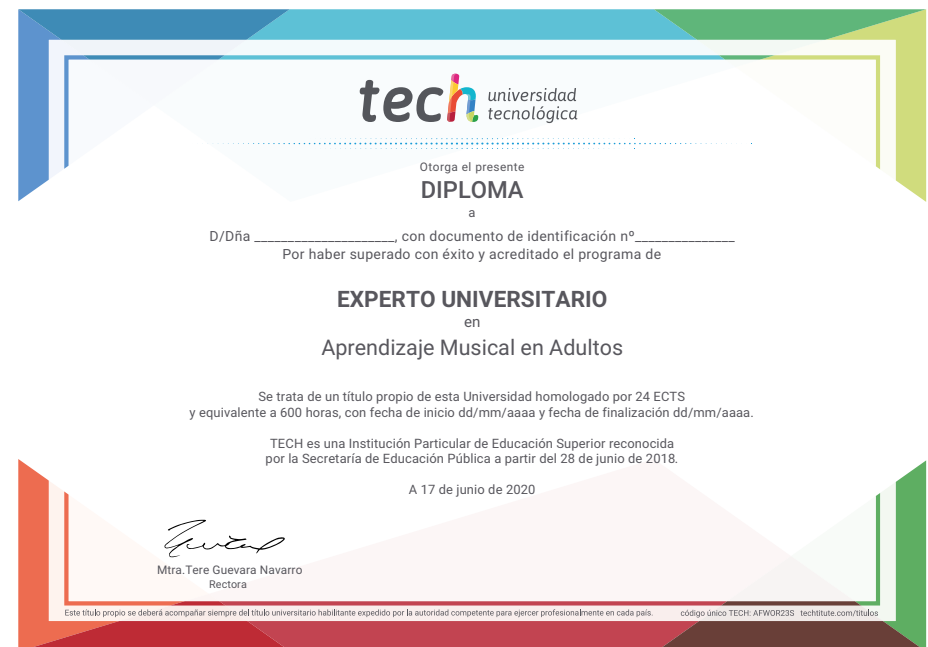 tech universidad
tecnológica
Otorga el presente
DIPLOMA
a
D/Dña ______________________, con documento de identificación nº_______________
Por haber superado con éxito y acreditado el programa de
EXPERTO UNIVERSITARIO
en
Aprendizaje Musical en Adultos
Se trata de un título propio de esta Universidad homologado por 24 ECTS
y equivalente a 600 horas, con fecha de inicio dd/mm/aaaa y fecha de finalización dd/mm/aaaa.
TECH es una Institución Particular de Educación Superior reconocida
por la Secretaría de Educación Pública a partir del 28 de junio de 2018.
A 17 de junio de 2020
Mtra.Tere Guevara Navarro
Rectora
Este título propio se deberá acompañar siempre del título universitario habilitante expedido por la autoridad competente para ejercer profesionalmente en cada país. código único TECH: AFWOR23S techtitute.com/titulos